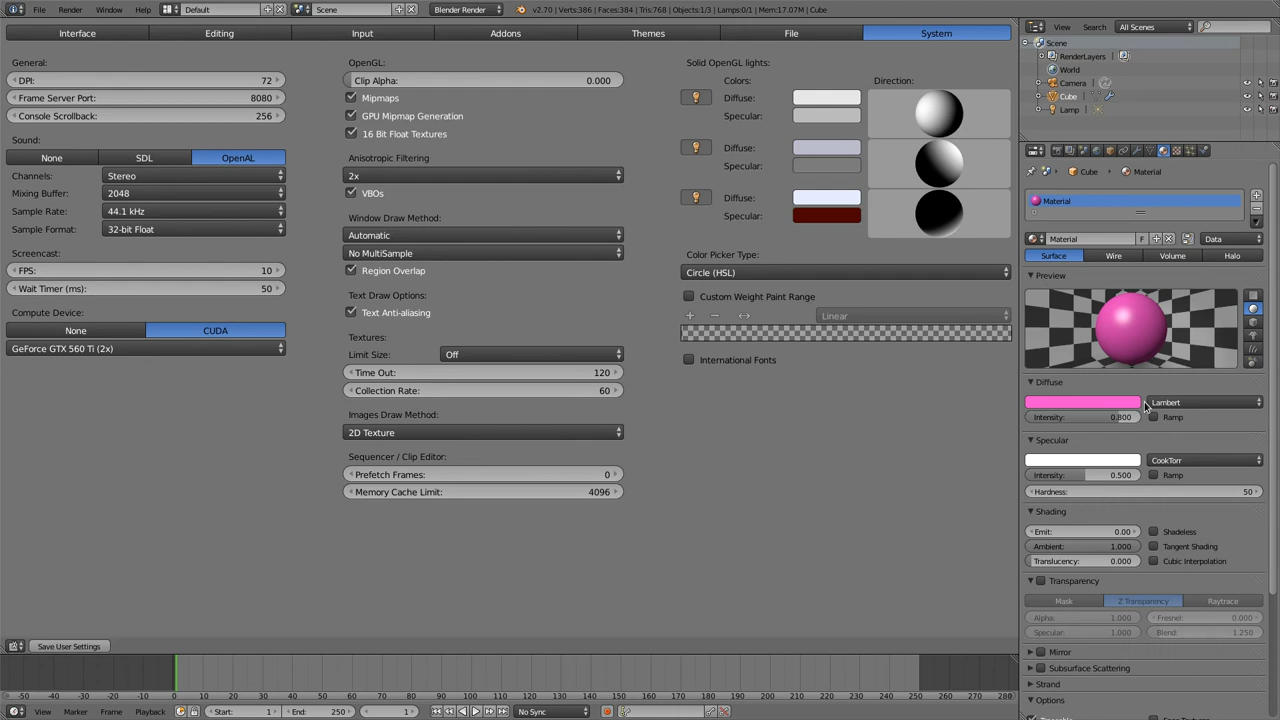 File Render Window Help Default Scene Blender Render v2.70 | Verts:386 | Faces:384 | Tris:768 | Objects:1/3 | Lamps:0/1 | Mem:17.07M | Cube
Interface Editing Input Addons Themes File System
General:
DPI: 72
Frame Server Port: 8080
Console Scrollback: 256
Sound:
None SDL OpenAL
Channels: Stereo
Mixing Buffer: 2048
Sample Rate: 44.1 kHz
Sample Format: 32-bit Float
Screencast:
FPS: 10
Wait Timer (ms): 50
Compute Device:
None CUDA
GeForce GTX 560 Ti (2x)
OpenGL:
Clip Alpha: 0.000
Mipmaps
GPU Mipmap Generation
16 Bit Float Textures
Anisotropic Filtering
2x
VBOs
Window Draw Method:
Automatic
No MultiSample
Region Overlap
Text Draw Options:
Text Anti-aliasing
Textures:
Limit Size: Off
Time Out: 120
Collection Rate: 60
Images Draw Method:
2D Texture
Sequencer / Clip Editor:
Prefetch Frames: 0
Memory Cache Limit: 4096
Solid OpenGL lights:
Colors: Direction:
Diffuse:
Specular:
Diffuse:
Specular:
Diffuse:
Specular:
Color Picker Type:
Circle (HSL)
Custom Weight Paint Range
Linear
International Fonts
Save User Settings
-50 -40 -30 -20 -10 0 10 20 30 40 50 60 70 80 90 100 110 120 130 140 150 160 170 180 190 200 210 220 230 240 250 260 270 280
View Marker Frame Playback Start: 1 End: 250 1 No Sync
View Search All Scenes
Scene
RenderLayers
World
Camera
Cube
Lamp
Cube Material
Material
Material F Data
Surface Wire Volume Halo
Preview
Diffuse
Lambert
Intensity: 0.800 Ramp
Specular
CookTorr
Intensity: 0.500 Ramp
Hardness: 50
Shading
Emit: 0.00 Shadeless
Ambient: 1.000 Tangent Shading
Translucency: 0.000 Cubic Interpolation
Transparency
Mask Z Transparency Raytrace
Alpha: 1.000 Fresnel: 0.000
Specular: 1.000 Blend: 1.250
Mirror
Subsurface Scattering
Strand
Options